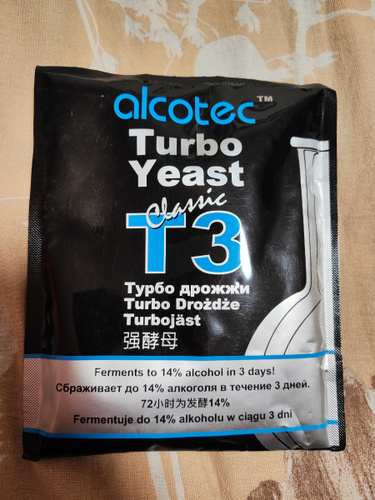 alcotec™
Turbo
Yeast
Classic
T3
Турбо дрожжи
Turbo Drożdże
Turbojäst
强酵母
Ferments to 14% alcohol in 3 days!
Сбраживает до 14% алкоголя в течение 3 дней.
72小时为发酵14%
Fermentuje do 14% alkoholu w ciągu 3 dni